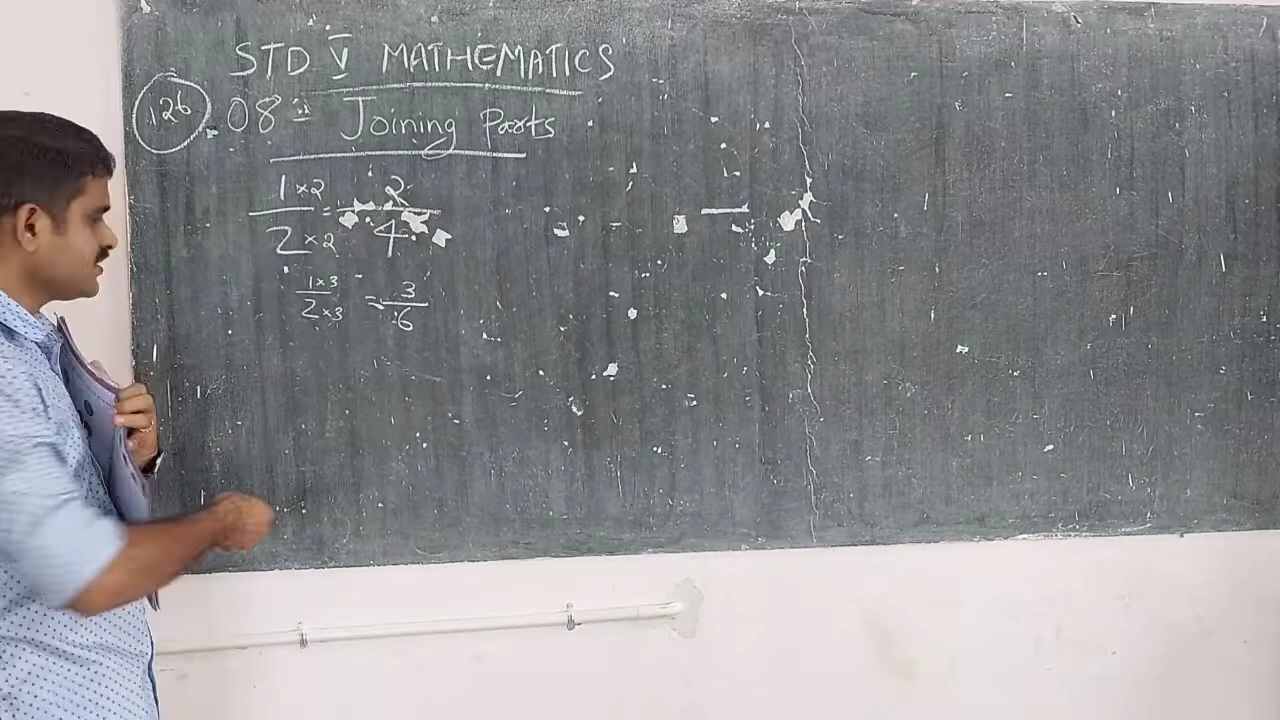 STD V MATHEMATICS
126 08 = Joining Parts
1 × 2 / 2 × 2 = 2 / 4
1 × 3 / 2 × 3 = 3 / 6